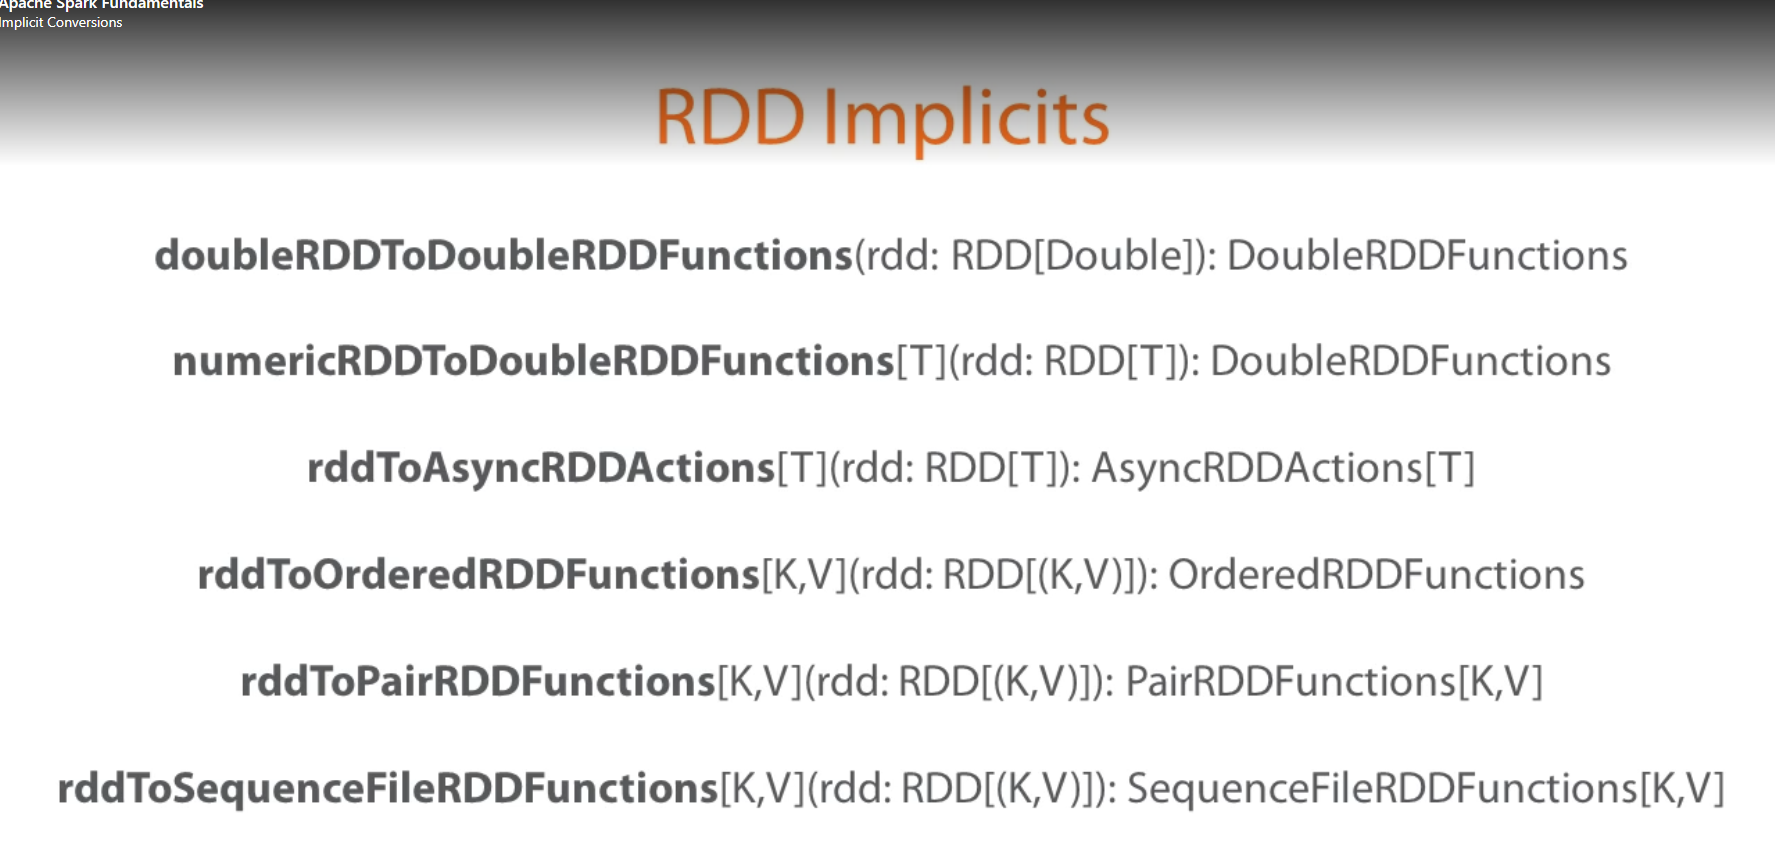 Apache Spark Fundamentals
Implicit Conversions
RDD Implicits
doubleRDDToDoubleRDDFunctions(rdd: RDD[Double]): DoubleRDDFunctions
numericRDDToDoubleRDDFunctions[T](rdd: RDD[T]): DoubleRDDFunctions
rddToAsyncRDDActions[T](rdd: RDD[T]): AsyncRDDActions[T]
rddToOrderedRDDFunctions[K,V](rdd: RDD[(K,V)]): OrderedRDDFunctions
rddToPairRDDFunctions[K,V](rdd: RDD[(K,V)]): PairRDDFunctions[K,V]
rddToSequenceFileRDDFunctions[K,V](rdd: RDD[(K,V)]): SequenceFileRDDFunctions[K,V]